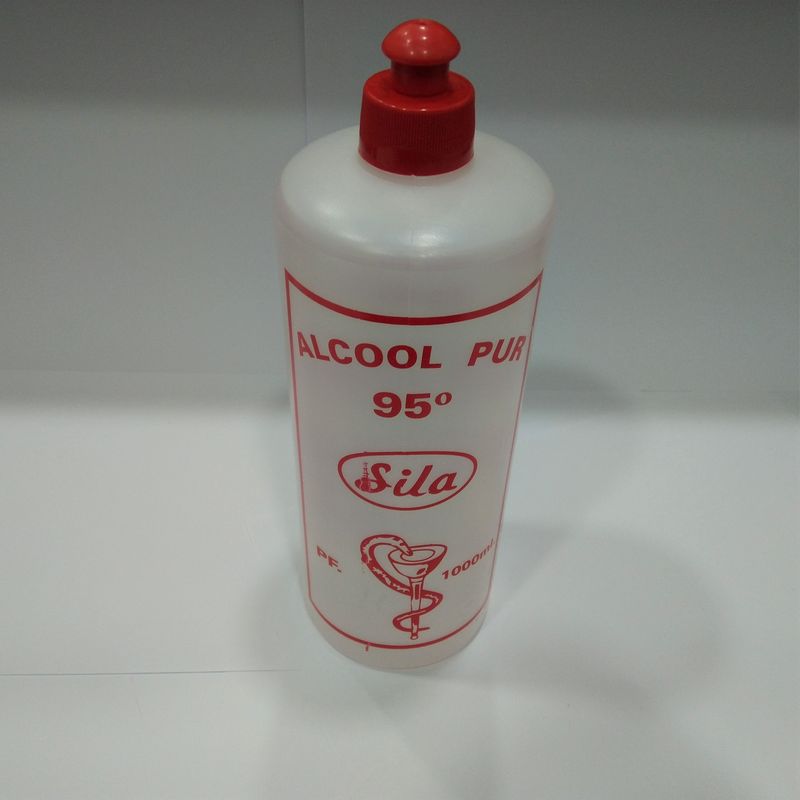 ALCOOL PUR
95º
Sila
PF.
1000ml.